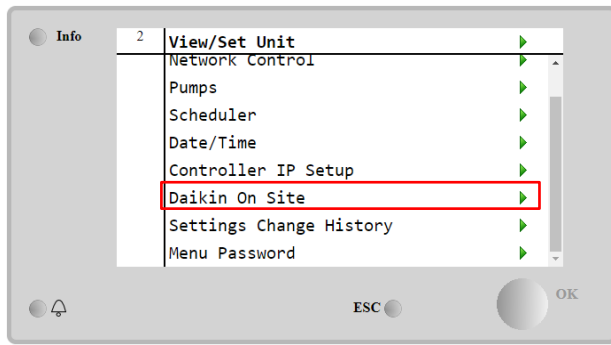 Info
2
View/Set Unit
Network Control
Pumps
Scheduler
Date/Time
Controller IP Setup
Daikin On Site
Settings Change History
Menu Password
ESC
OK